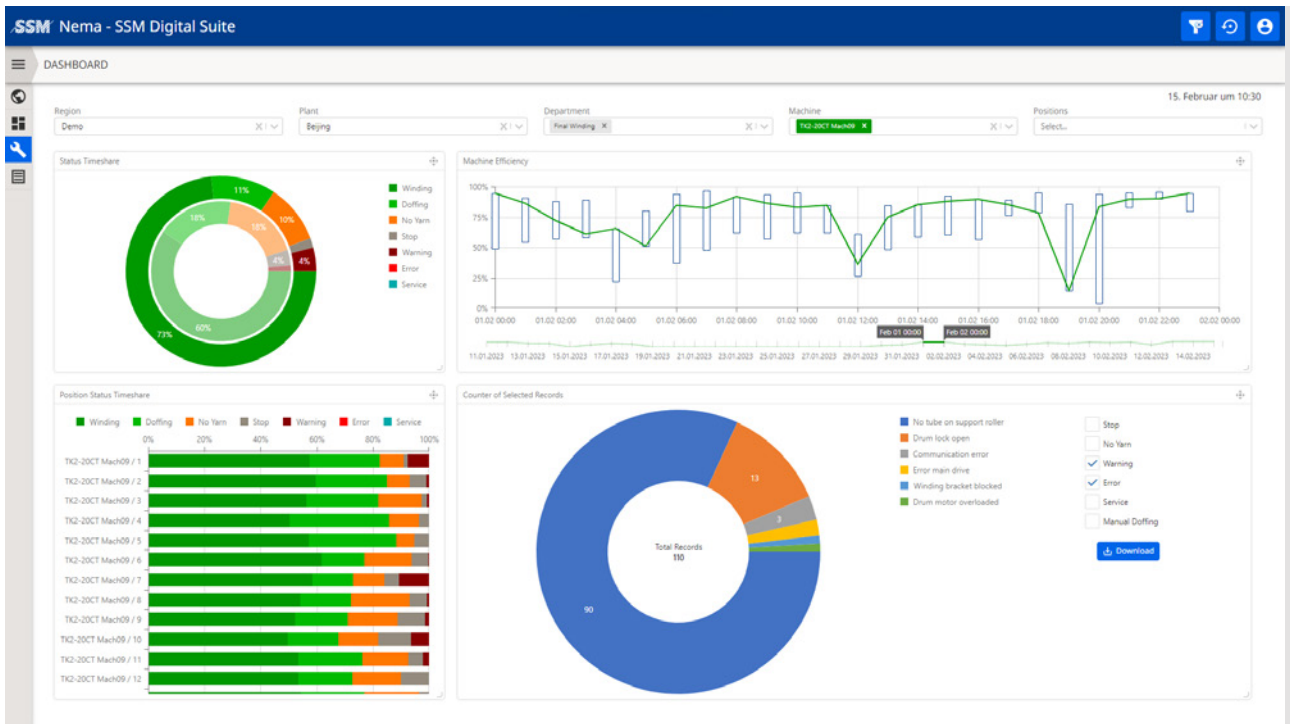 SSM Nema - SSM Digital Suite
DASHBOARD
15. Februar um 10:30
Region Plant Department Machine Positions
Demo Beijing Final Winding TK2-20CT Mach09 Select...
Status Timeshare
11%
10%
18%
18%
4%
4%
60%
73%
Winding
Doffing
No Yarn
Stop
Warning
Error
Service
Machine Efficiency
100%
75%
50%
25%
0%
01.02 00:00 01.02 02:00 01.02 04:00 01.02 06:00 01.02 08:00 01.02 10:00 01.02 12:00 01.02 14:00 01.02 16:00 01.02 18:00 01.02 20:00 01.02 22:00 02.02 00:00
Feb 01 00:00 Feb 02 00:00
11.01.2023 13.01.2023 15.01.2023 17.01.2023 19.01.2023 21.01.2023 23.01.2023 25.01.2023 27.01.2023 29.01.2023 31.01.2023 02.02.2023 04.02.2023 06.02.2023 08.02.2023 10.02.2023 12.02.2023 14.02.2023
Position Status Timeshare
Winding Doffing No Yarn Stop Warning Error Service
0% 20% 40% 60% 80% 100%
TK2-20CT Mach09 / 1
TK2-20CT Mach09 / 2
TK2-20CT Mach09 / 3
TK2-20CT Mach09 / 4
TK2-20CT Mach09 / 5
TK2-20CT Mach09 / 6
TK2-20CT Mach09 / 7
TK2-20CT Mach09 / 8
TK2-20CT Mach09 / 9
TK2-20CT Mach09 / 10
TK2-20CT Mach09 / 11
TK2-20CT Mach09 / 12
Counter of Selected Records
13
3
Total Records
110
90
No tube on support roller
Drum lock open
Communication error
Error main drive
Winding bracket blocked
Drum motor overloaded
Stop
No Yarn
Warning
Error
Service
Manual Doffing
Download